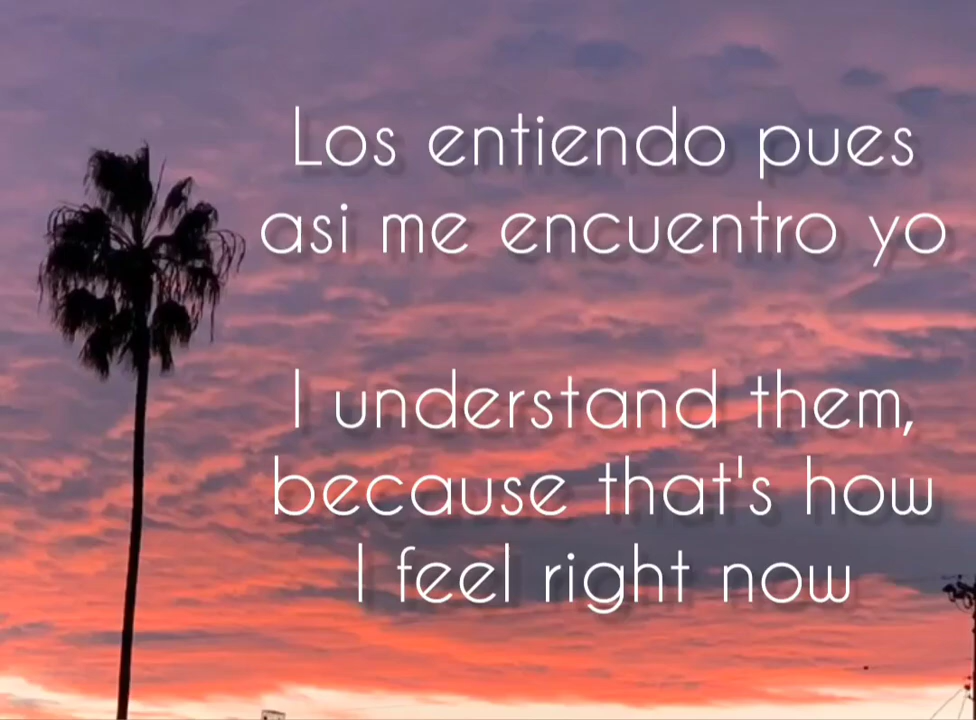 Los entiendo pues
asi me encuentro yo
I understand them,
because that's how
I feel right now